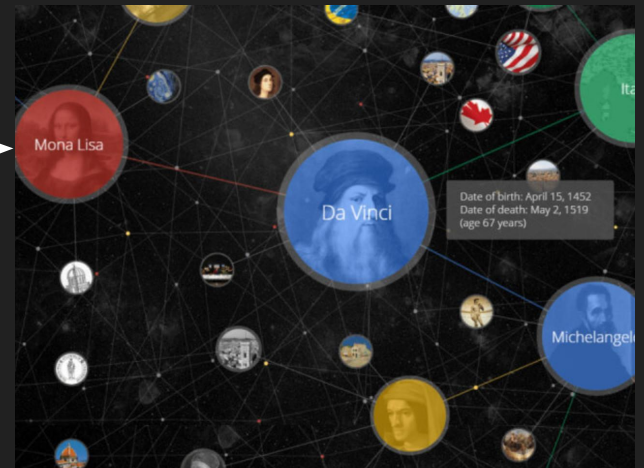 Mona Lisa
Da Vinci
Date of birth: April 15, 1452
Date of death: May 2, 1519
(age 67 years)